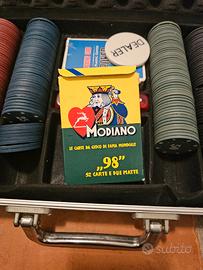 DEALER
MODIANO
LE CARTE DA GIOCO DI FAMA MONDIALE
„98"
52 CARTE E DUE MATTE
subito